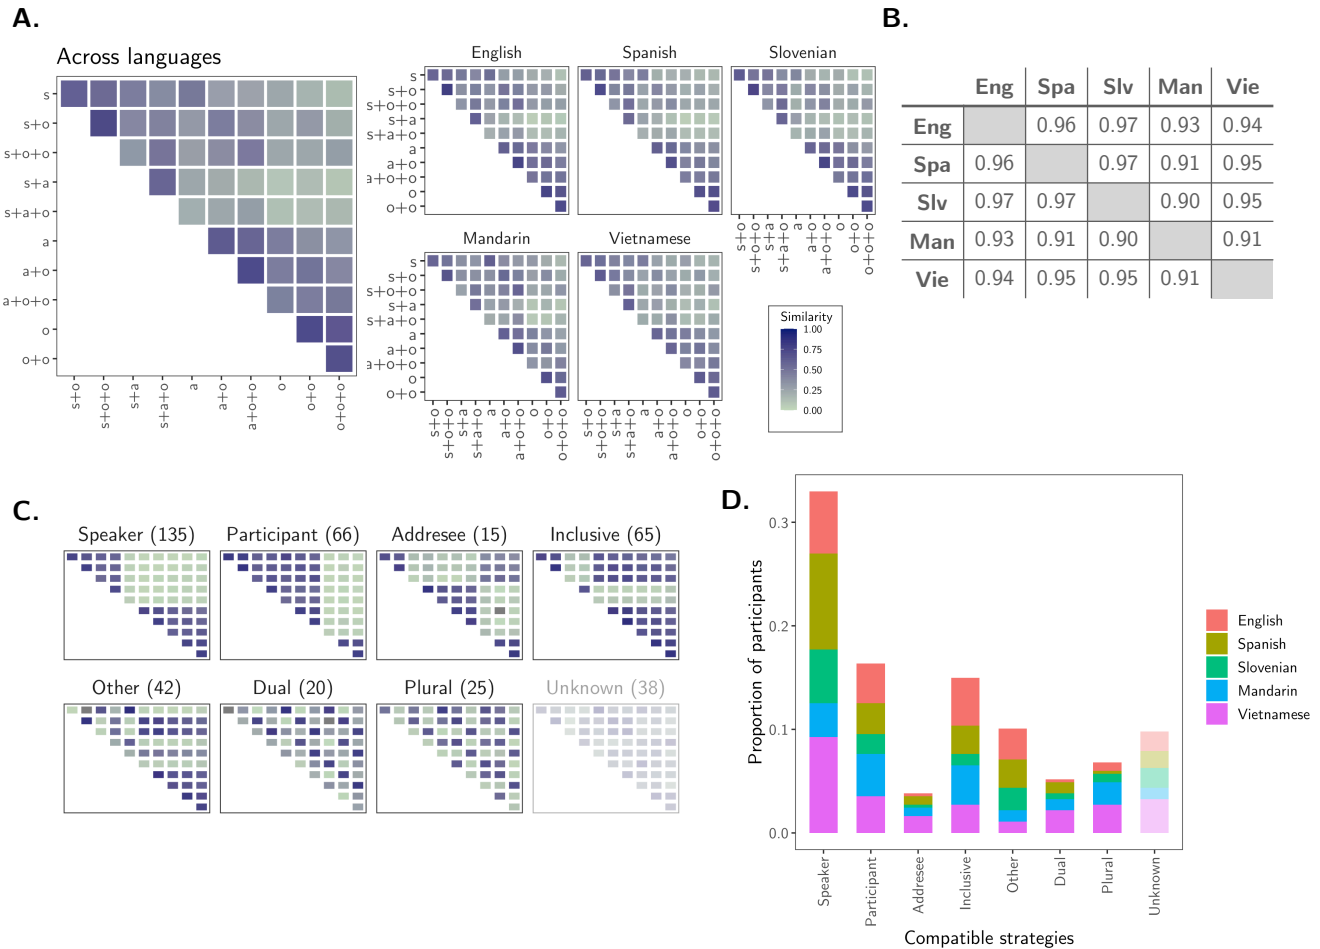 A.
Across languages
s
s+o
s+o+o
s+a
s+a+o
a
a+o
a+o+o
o
o+o
s+o
s+o+o
s+a
s+a+o
a
a+o
a+o+o
o
o+o
o+o+o
English
Spanish
Slovenian
s
s+o
s+o+o
s+a
s+a+o
a
a+o
a+o+o
o
o+o
s+o
s+o+o
s+a
s+a+o
a
a+o
a+o+o
o
o+o
o+o+o
Mandarin
Vietnamese
s
s+o
s+o+o
s+a
s+a+o
a
a+o
a+o+o
o
o+o
s+o
s+o+o
s+a
s+a+o
a
a+o
a+o+o
o
o+o
o+o+o
s+o
s+o+o
s+a
s+a+o
a
a+o
a+o+o
o
o+o
o+o+o
Similarity
1.00
0.75
0.50
0.25
0.00
B.
Eng Spa Slv Man Vie
Eng 0.96 0.97 0.93 0.94
Spa 0.96 0.97 0.91 0.95
Slv 0.97 0.97 0.90 0.95
Man 0.93 0.91 0.90 0.91
Vie 0.94 0.95 0.95 0.91
C.
Speaker (135)
Participant (66)
Addresee (15)
Inclusive (65)
Other (42)
Dual (20)
Plural (25)
Unknown (38)
D.
Proportion of participants
0.3
0.2
0.1
0.0
Speaker
Participant
Addresee
Inclusive
Other
Dual
Plural
Unknown
Compatible strategies
English
Spanish
Slovenian
Mandarin
Vietnamese